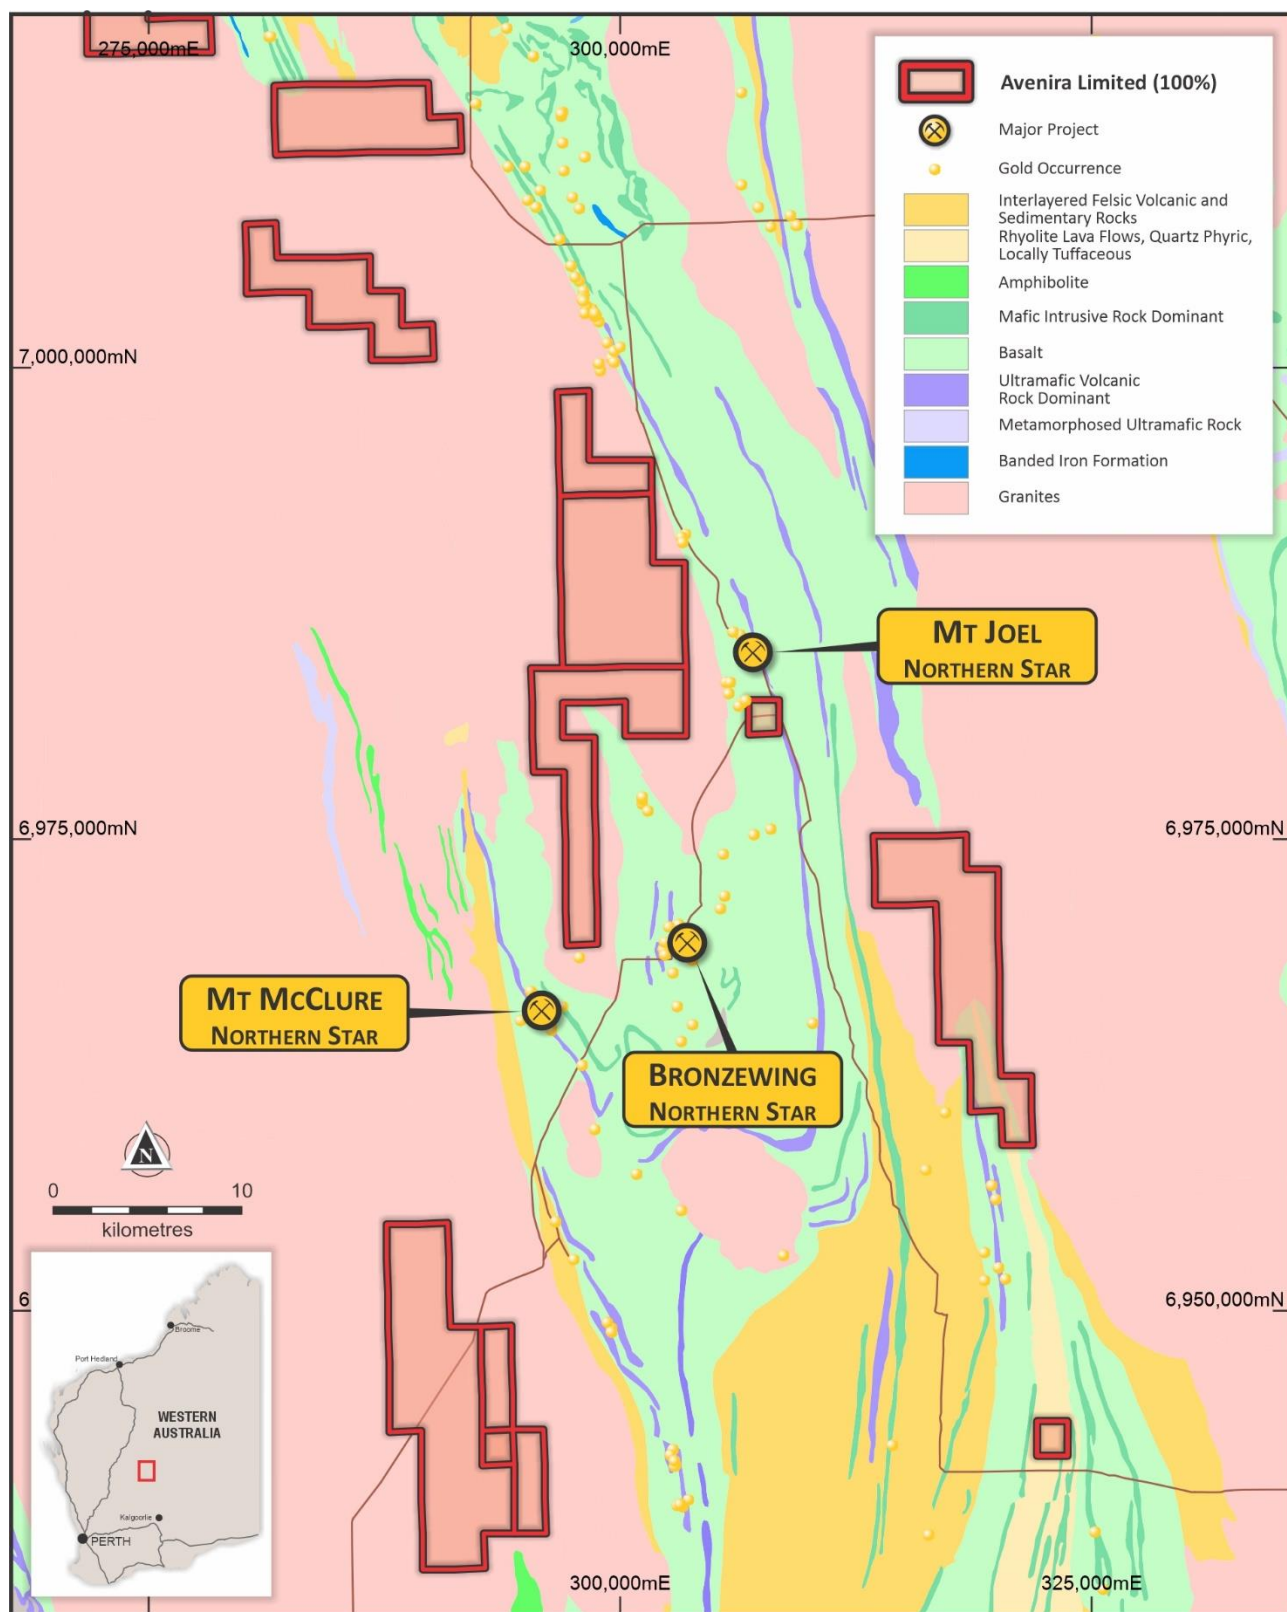 275,000mE
300,000mE
Avenira Limited (100%)
Major Project
Gold Occurrence
Interlayered Felsic Volcanic and
Sedimentary Rocks
Rhyolite Lava Flows, Quartz Phyric,
Locally Tuffaceous
Amphibolite
Mafic Intrusive Rock Dominant
Basalt
Ultramafic Volcanic
Rock Dominant
Metamorphosed Ultramafic Rock
Banded Iron Formation
Granites
7,000,000mN
MT JOEL
NORTHERN STAR
6,975,000mN
6,975,000mN
MT MCCLURE
NORTHERN STAR
BRONZEWING
NORTHERN STAR
N
0
10
kilometres
6
6,950,000mN
Broome
Port Hedland
WESTERN
AUSTRALIA
Kalgoorlie
PERTH
300,000mE
325,000mE